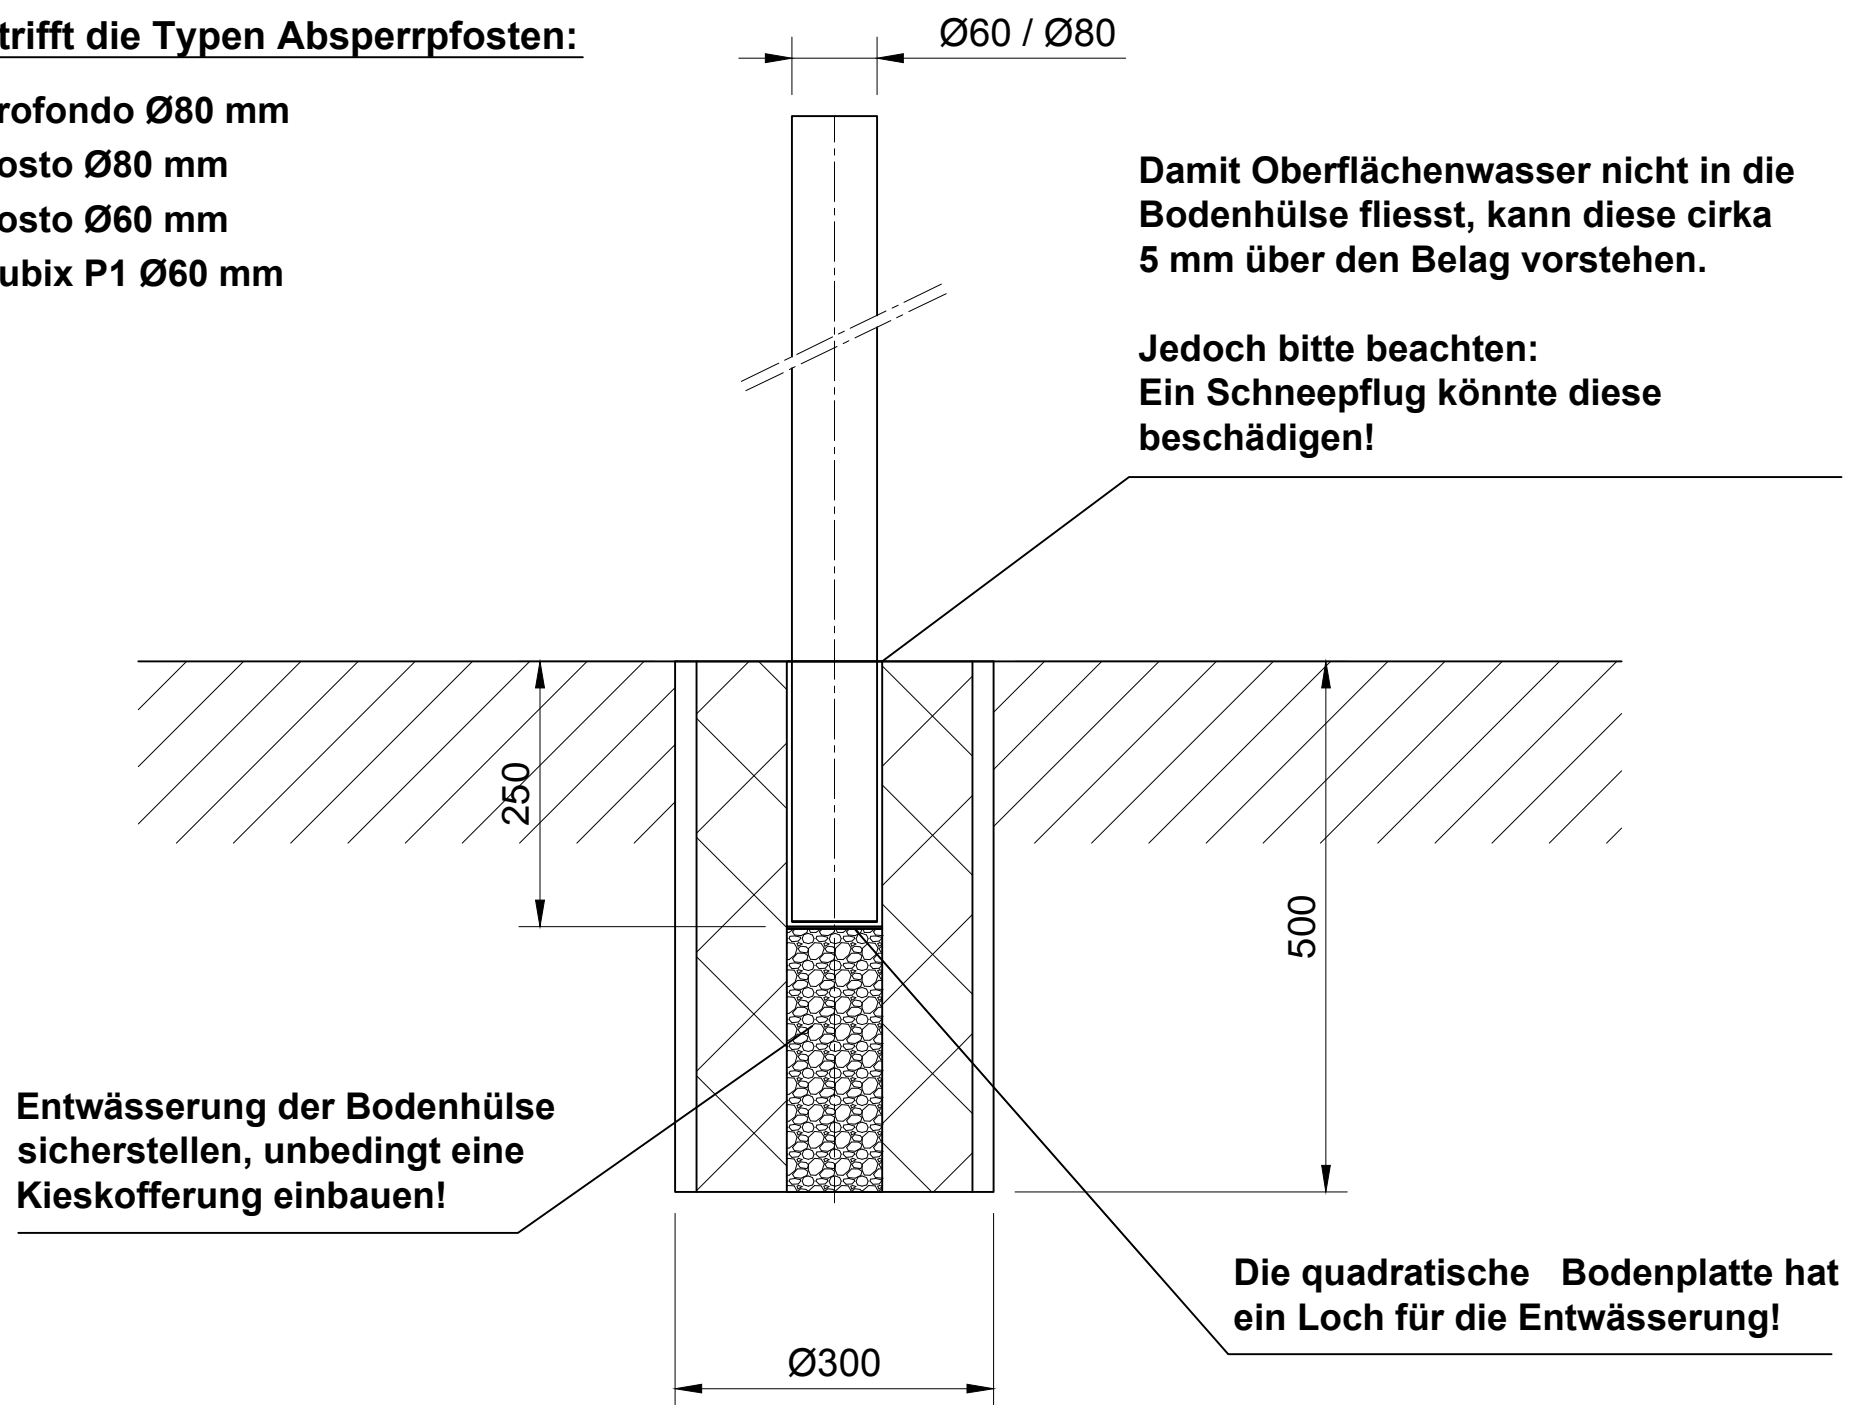 trifft die Typen Absperrpfosten:
rofondo Ø80 mm
osto Ø80 mm
osto Ø60 mm
ubix P1 Ø60 mm
Ø60 / Ø80
Damit Oberflächenwasser nicht in die
Bodenhülse fliesst, kann diese cirka
5 mm über den Belag vorstehen.
Jedoch bitte beachten:
Ein Schneepflug könnte diese
beschädigen!
250
500
Entwässerung der Bodenhülse
sicherstellen, unbedingt eine
Kieskofferung einbauen!
Die quadratische Bodenplatte hat
ein Loch für die Entwässerung!
Ø300